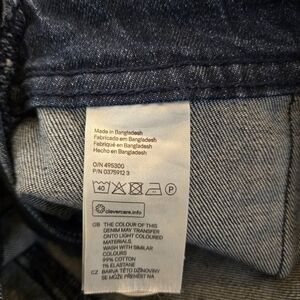 Made in Bangladesh
Fabricado em Bangladesh
Fabriqué en Bangladesh
Hecho en Bangladesh
O/N 495300
P/N 0375912 3
40 P
clevercare.info
GB THE COLOUR OF THIS
DENIM MAY TRANSFER
ONTO LIGHT COLOURED
MATERIALS.
WASH WITH SIMILAR
COLOURS
99% COTTON
1% ELASTANE
CZ BARVA TÉTO DŽÍNOVINY
SE MŮŽE PŘENÉST NA